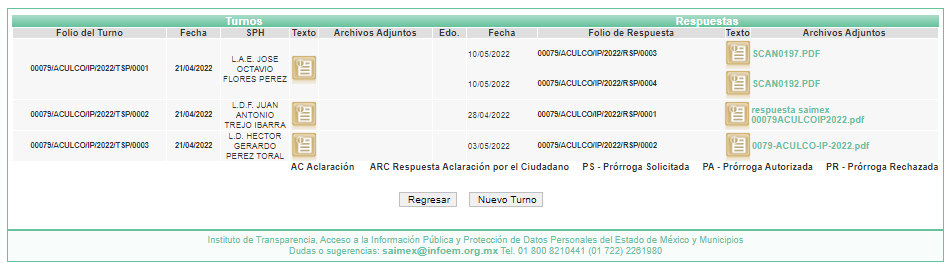 Turnos Respuestas
Folio del Turno Fecha SPH Texto Archivos Adjuntos Edo. Fecha Folio de Respuesta Texto Archivos Adjuntos
00079/ACULCO/IP/2022/TSP/0001 21/04/2022 L.A.E. JOSE
OCTAVIO
FLORES PEREZ
10/05/2022 00079/ACULCO/IP/2022/RSP/0003 SCAN0197.PDF
10/05/2022 00079/ACULCO/IP/2022/RSP/0004 SCAN0192.PDF
00079/ACULCO/IP/2022/TSP/0002 21/04/2022 L.D.F. JUAN
ANTONIO
TREJO IBARRA
28/04/2022 00079/ACULCO/IP/2022/RSP/0001 respuesta saimex
00079ACULCOIP2022.pdf
00079/ACULCO/IP/2022/TSP/0003 21/04/2022 L.D. HECTOR
GERARDO
PEREZ TORAL
03/05/2022 00079/ACULCO/IP/2022/RSP/0002 0079-ACULCO-IP-2022.pdf
AC Aclaración ARC Respuesta Aclaración por el Ciudadano PS - Prórroga Solicitada PA - Prórroga Autorizada PR - Prórroga Rechazada
Regresar Nuevo Turno
Instituto de Transparencia, Acceso a la Información Pública y Protección de Datos Personales del Estado de México y Municipios
Dudas o sugerencias: saimex@infoem.org.mx Tel. 01 800 8210441 (01 722) 2261980